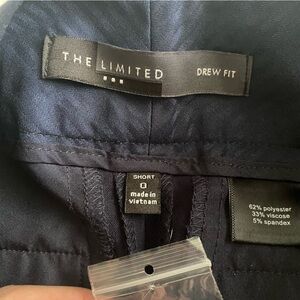 THE LIMITED
DREW FIT
SHORT
0
made in
vietnam
62% polyester
33% viscose
5% spandex